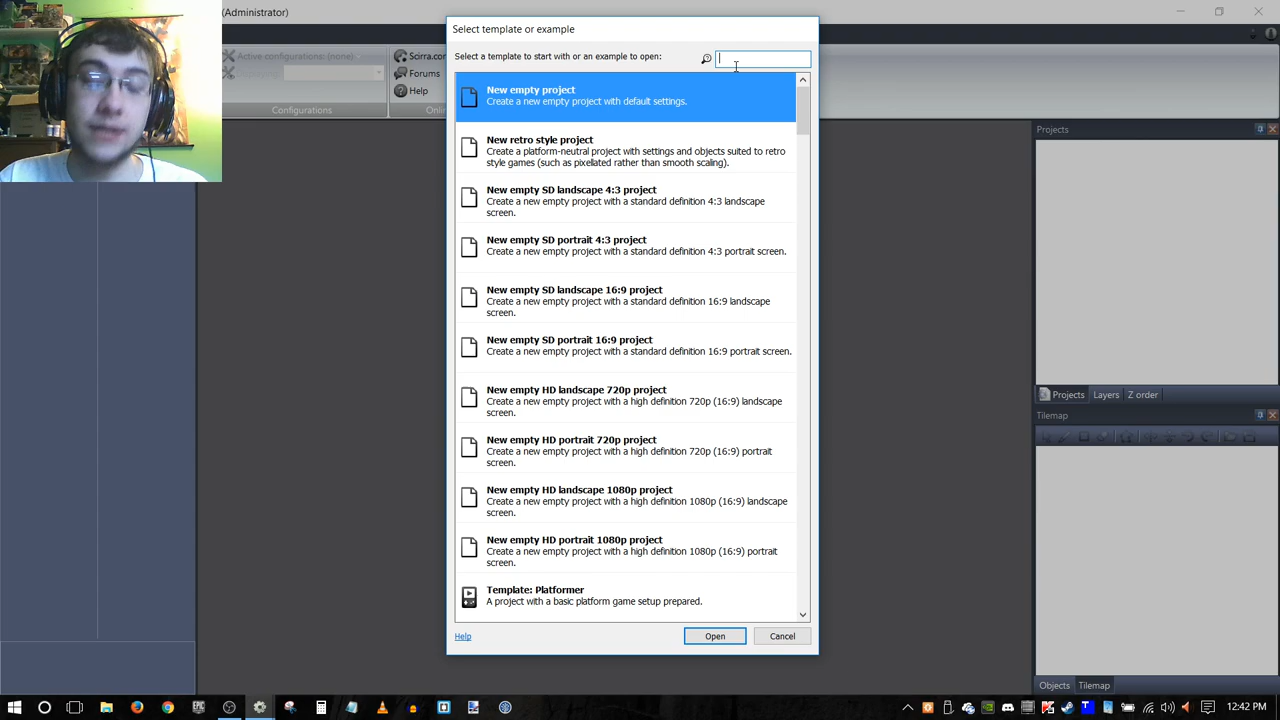 (Administrator)
Select template or example
Select a template to start with or an example to open:
Active configurations: (none)
Scirra.co
Forums
Help
Configurations
Onlin
New empty project
Create a new empty project with default settings.
New retro style project
Create a platform-neutral project with settings and objects suited to retro
style games (such as pixellated rather than smooth scaling).
New empty SD landscape 4:3 project
Create a new empty project with a standard definition 4:3 landscape
screen.
New empty SD portrait 4:3 project
Create a new empty project with a standard definition 4:3 portrait screen.
New empty SD landscape 16:9 project
Create a new empty project with a standard definition 16:9 landscape
screen.
New empty SD portrait 16:9 project
Create a new empty project with a standard definition 16:9 portrait screen.
New empty HD landscape 720p project
Create a new empty project with a high definition 720p (16:9) landscape
screen.
New empty HD portrait 720p project
Create a new empty project with a high definition 720p (16:9) portrait
screen.
New empty HD landscape 1080p project
Create a new empty project with a high definition 1080p (16:9) landscape
screen.
New empty HD portrait 1080p project
Create a new empty project with a high definition 1080p (16:9) portrait
screen.
Template: Platformer
A project with a basic platform game setup prepared.
Help
Open
Cancel
Projects
Projects
Layers
Z order
Tilemap
Objects
Tilemap
12:42 PM